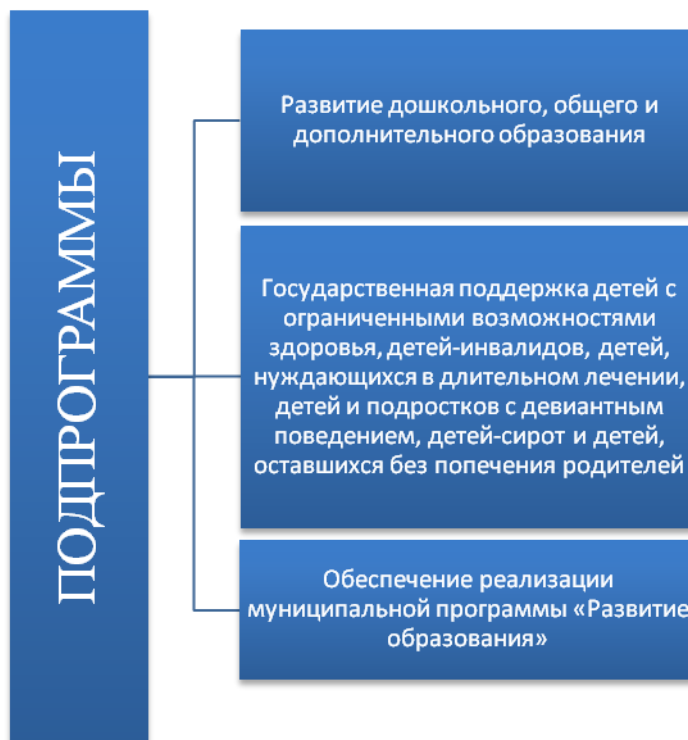 ПОДПРОГРАММЫ
Развитие дошкольного, общего и
дополнительного образования
Государственная поддержка детей с
ограниченными возможностями
здоровья, детей-инвалидов, детей,
нуждающихся в длительном лечении,
детей и подростков с девиантным
поведением, детей-сирот и детей,
оставшихся без попечения родителей
Обеспечение реализации
муниципальной программы «Развитие
образования»